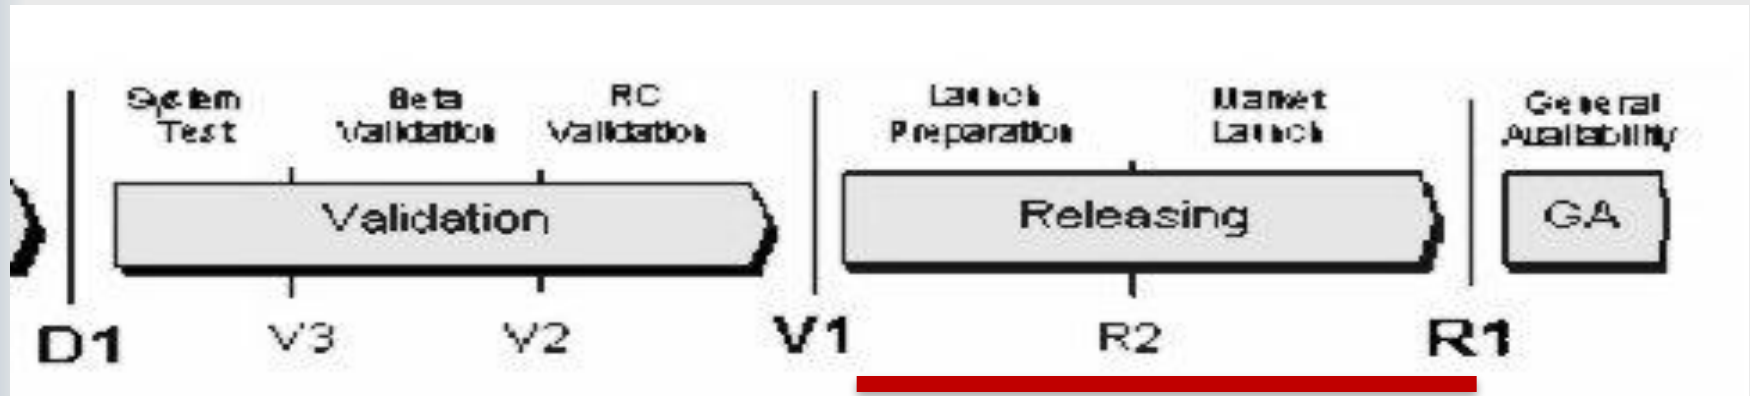 System
Test
Beta
Validation
RC
Validation
Launch
Preparation
Market
Launch
General
Availability
Validation
Releasing
GA
D1
V3
V2
V1
R2
R1